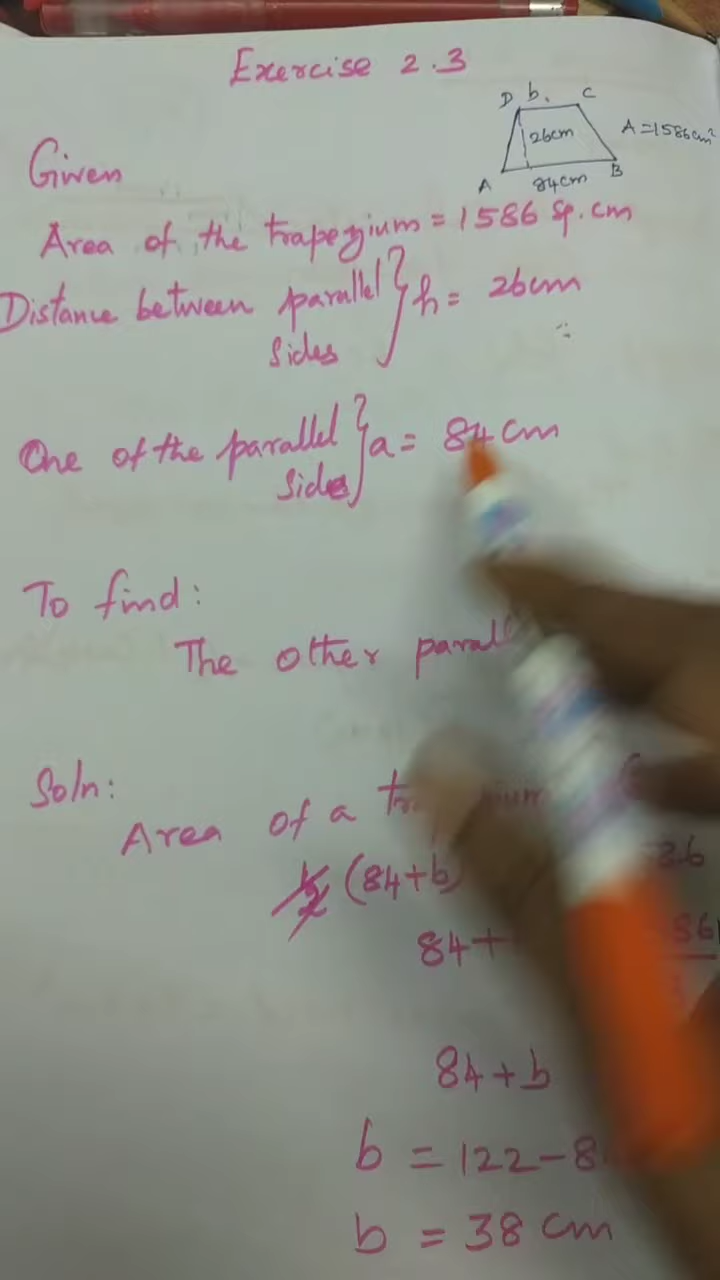 Exercise 2.3
D b. C
26cm
A = 1586cm²
A 84cm B
Given
Area of the trapezium = 1586 Sq.cm
Distance between parallel Sides } h = 26cm
One of the parallel Side } a = 84 cm
To find:
The other
Soln:
Area of a
1/2 (84+b)
84+
84+b
b = 122-8
b = 38 cm